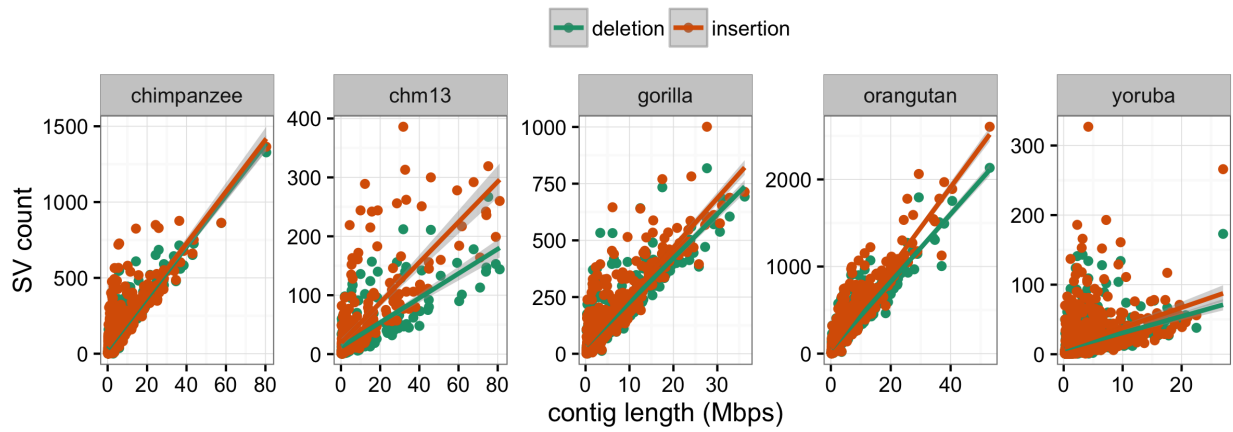 deletion insertion
chimpanzee chm13 gorilla orangutan yoruba
SV count
1500
1000
500
0
400
300
200
100
0
1000
750
500
250
0
2000
1000
0
300
200
100
0
0 20 40 60 80
0 20 40 60 80
0 10 20 30
0 20 40
0 10 20
contig length (Mbps)